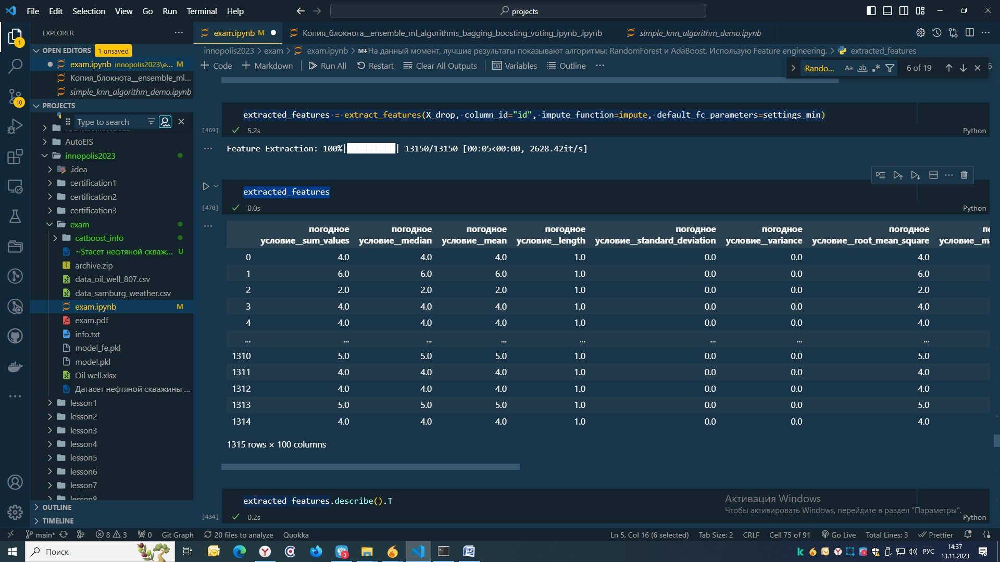 File Edit Selection View Go Run Terminal Help
projects
EXPLORER
OPEN EDITORS 1 unsaved
exam.ipynb innopolis2023\e... M
Копия_блокнота__ensemble_ml...
simple_knn_algorithm_demo.ipynb
PROJECTS
Type to search
AutoEIS
innopolis2023
.idea
certification1
certification2
certification3
exam
catboost_info
~$тасет нефтяной скваж... U
archive.zip
data_oil_well_807.csv
data_samburg_weather.csv
exam.ipynb M
exam.pdf
info.txt
model_fe.pkl
model.pkl
Oil well.xlsx
Датасет нефтяной скважины ...
lesson1
lesson2
lesson3
lesson4
lesson5
lesson6
lesson7
lesson8
OUTLINE
TIMELINE
1
10
exam.ipynb M
Копия_блокнота__ensemble_ml_algorithms_bagging_boosting_voting_ipynb_.ipynb
simple_knn_algorithm_demo.ipynb
innopolis2023 > exam > exam.ipynb > M↓На данный момент, лучшие результаты показывают алгоритмы: RandomForest и AdaBoost. Использую Feature engineering. > extracted_features
+ Code + Markdown Run All Restart Clear All Outputs Variables Outline ...
Rando... Aa ab 6 of 19
extracted_features = extract_features(X_drop, column_id="id", impute_function=impute, default_fc_parameters=settings_min)
[469] 5.2s Python
Feature Extraction: 100%|██████████| 13150/13150 [00:05<00:00, 2628.42it/s]
extracted_features
[470] 0.0s Python
погодное погодное погодное погодное погодное погодное погодное
условие__sum_values условие__median условие__mean условие__length условие__standard_deviation условие__variance условие__root_mean_square
0 4.0 4.0 4.0 1.0 0.0 0.0 4.0
1 6.0 6.0 6.0 1.0 0.0 0.0 6.0
2 2.0 2.0 2.0 1.0 0.0 0.0 2.0
3 4.0 4.0 4.0 1.0 0.0 0.0 4.0
4 4.0 4.0 4.0 1.0 0.0 0.0 4.0
... ... ... ... ... ... ... ...
1310 5.0 5.0 5.0 1.0 0.0 0.0 5.0
1311 4.0 4.0 4.0 1.0 0.0 0.0 4.0
1312 4.0 4.0 4.0 1.0 0.0 0.0 4.0
1313 5.0 5.0 5.0 1.0 0.0 0.0 5.0
1314 4.0 4.0 4.0 1.0 0.0 0.0 4.0
1315 rows × 100 columns
extracted_features.describe().T
[434] 0.2s Python
Активация Windows
Чтобы активировать Windows, перейдите в раздел "Параметры".
main* 8 3 0 Git Graph 20 files to analyze Quokka
Ln 5, Col 16 (6 selected) Tab Size: 2 CRLF Cell 75 of 91 Go Live Total Lines: 3 Prettier
Поиск
3
РУС
14:37
13.11.2023